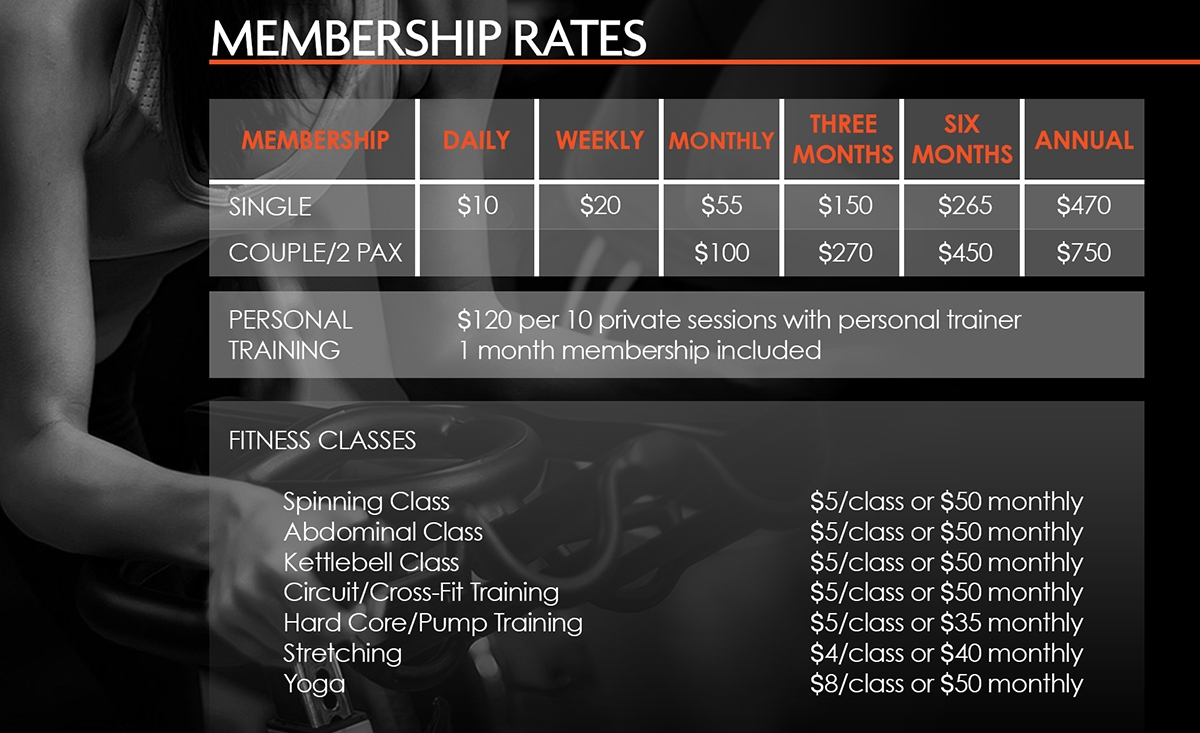 MEMBERSHIP RATES
MEMBERSHIP DAILY WEEKLY MONTHLY THREE MONTHS SIX MONTHS ANNUAL
SINGLE $10 $20 $55 $150 $265 $470
COUPLE/2 PAX $100 $270 $450 $750
PERSONAL TRAINING
$120 per 10 private sessions with personal trainer
1 month membership included
FITNESS CLASSES
Spinning Class $5/class or $50 monthly
Abdominal Class $5/class or $50 monthly
Kettlebell Class $5/class or $50 monthly
Circuit/Cross-Fit Training $5/class or $50 monthly
Hard Core/Pump Training $5/class or $35 monthly
Stretching $4/class or $40 monthly
Yoga $8/class or $50 monthly